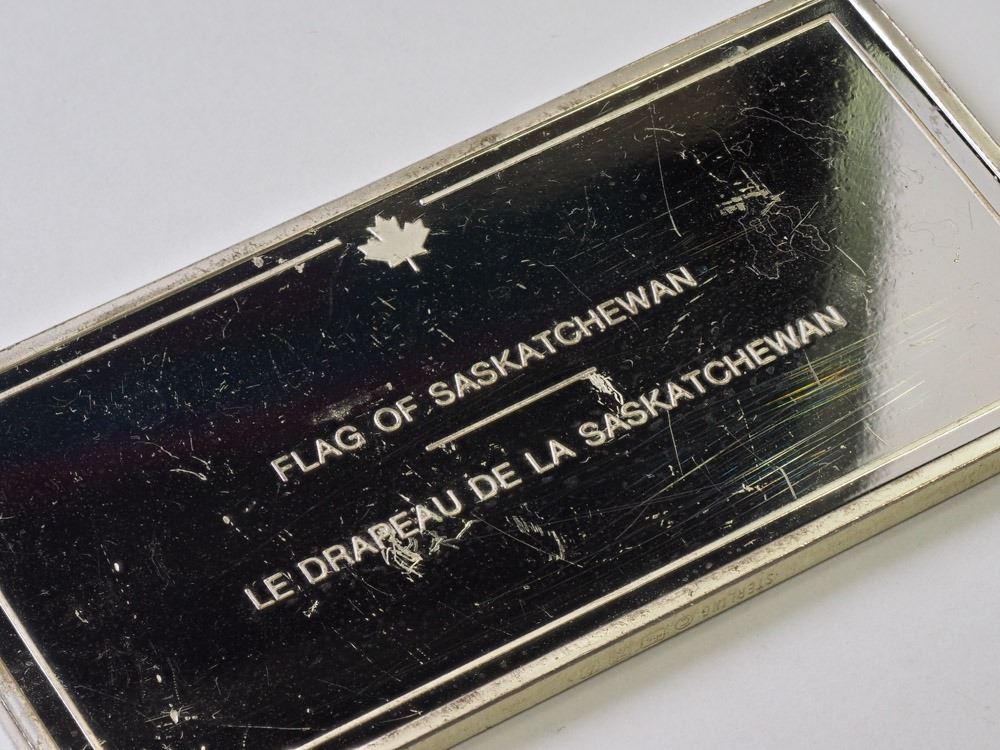 FLAG OF SASKATCHEWAN
LE DRAPEAU DE LA SASKATCHEWAN
STERLING ©